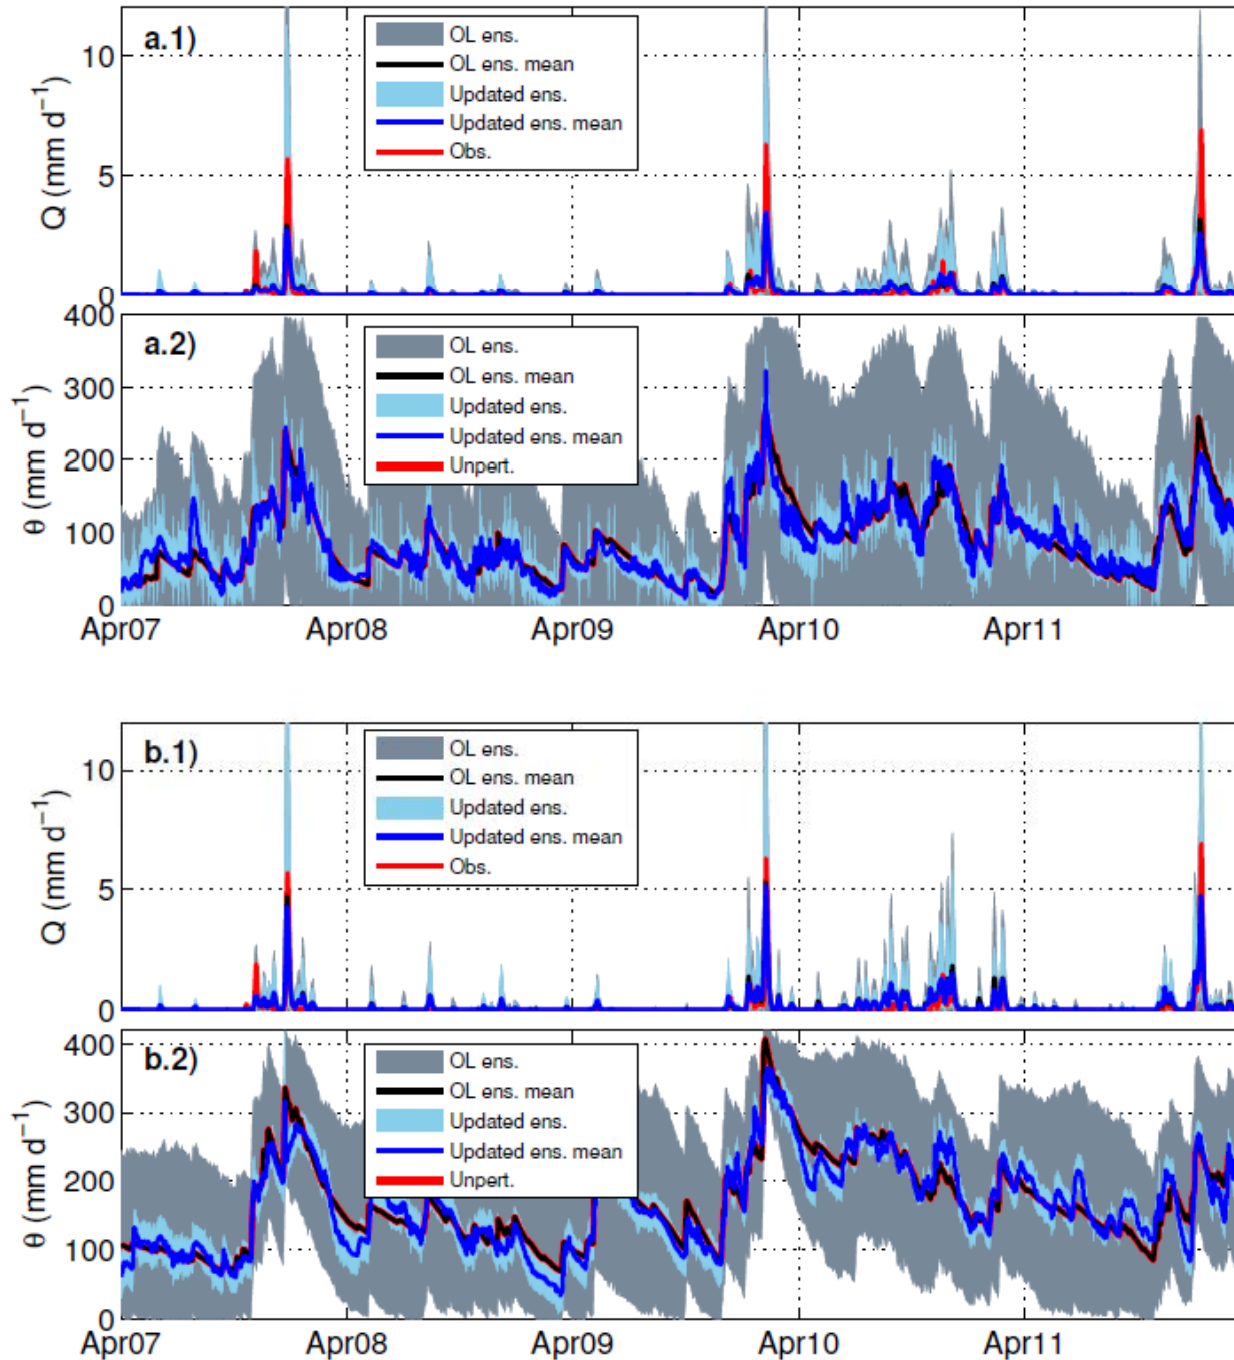 a.1)
OL ens.
OL ens. mean
Updated ens.
Updated ens. mean
Obs.
Q (mm d⁻¹)
10
5
0
a.2)
OL ens.
OL ens. mean
Updated ens.
Updated ens. mean
Unpert.
θ (mm d⁻¹)
400
300
200
100
0
Apr07 Apr08 Apr09 Apr10 Apr11
b.1)
OL ens.
OL ens. mean
Updated ens.
Updated ens. mean
Obs.
Q (mm d⁻¹)
10
5
0
b.2)
OL ens.
OL ens. mean
Updated ens.
Updated ens. mean
Unpert.
θ (mm d⁻¹)
400
300
200
100
0
Apr07 Apr08 Apr09 Apr10 Apr11